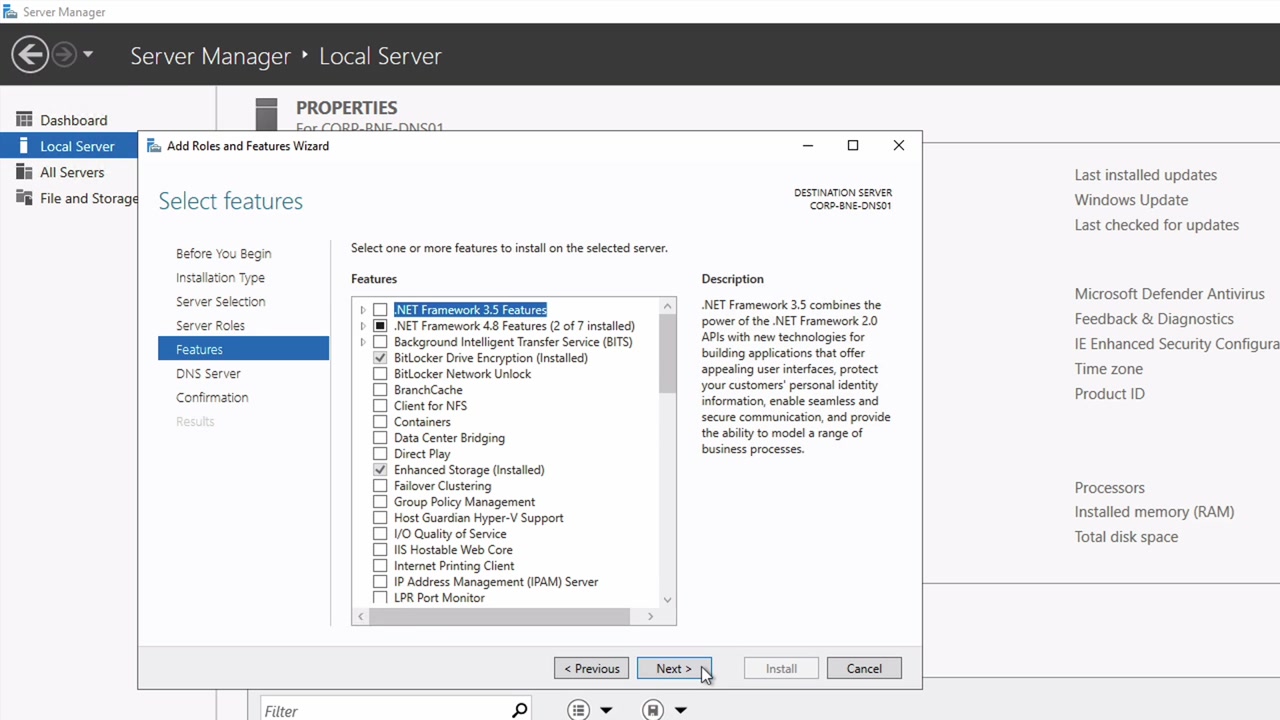 Server Manager
Server Manager ‣ Local Server
Dashboard
Local Server
All Servers
File and Storage
PROPERTIES
For CORP-BNE-DNS01
Add Roles and Features Wizard
Select features
DESTINATION SERVER
CORP-BNE-DNS01
Before You Begin
Installation Type
Server Selection
Server Roles
Features
DNS Server
Confirmation
Results
Select one or more features to install on the selected server.
Features
.NET Framework 3.5 Features
.NET Framework 4.8 Features (2 of 7 installed)
Background Intelligent Transfer Service (BITS)
BitLocker Drive Encryption (Installed)
BitLocker Network Unlock
BranchCache
Client for NFS
Containers
Data Center Bridging
Direct Play
Enhanced Storage (Installed)
Failover Clustering
Group Policy Management
Host Guardian Hyper-V Support
I/O Quality of Service
IIS Hostable Web Core
Internet Printing Client
IP Address Management (IPAM) Server
LPR Port Monitor
Description
.NET Framework 3.5 combines the
power of the .NET Framework 2.0
APIs with new technologies for
building applications that offer
appealing user interfaces, protect
your customers' personal identity
information, enable seamless and
secure communication, and provide
the ability to model a range of
business processes.
< Previous
Next >
Install
Cancel
Last installed updates
Windows Update
Last checked for updates
Microsoft Defender Antivirus
Feedback & Diagnostics
IE Enhanced Security Configura
Time zone
Product ID
Processors
Installed memory (RAM)
Total disk space
Filter